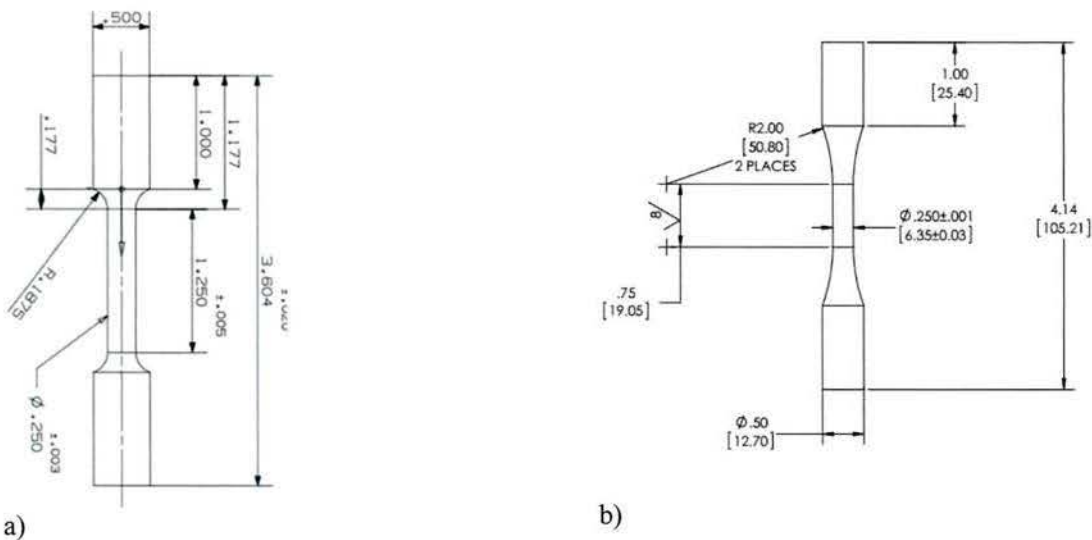 .500
.177
1.000
1.177
R.1875
1.250
±.005
3.604
Ø .250
±.003
a)
1.00
[25.40]
R2.00
[50.80]
2 PLACES
8
Ø.250±.001
[6.35±0.03]
4.14
[105.21]
.75
[19.05]
Ø.50
[12.70]
b)